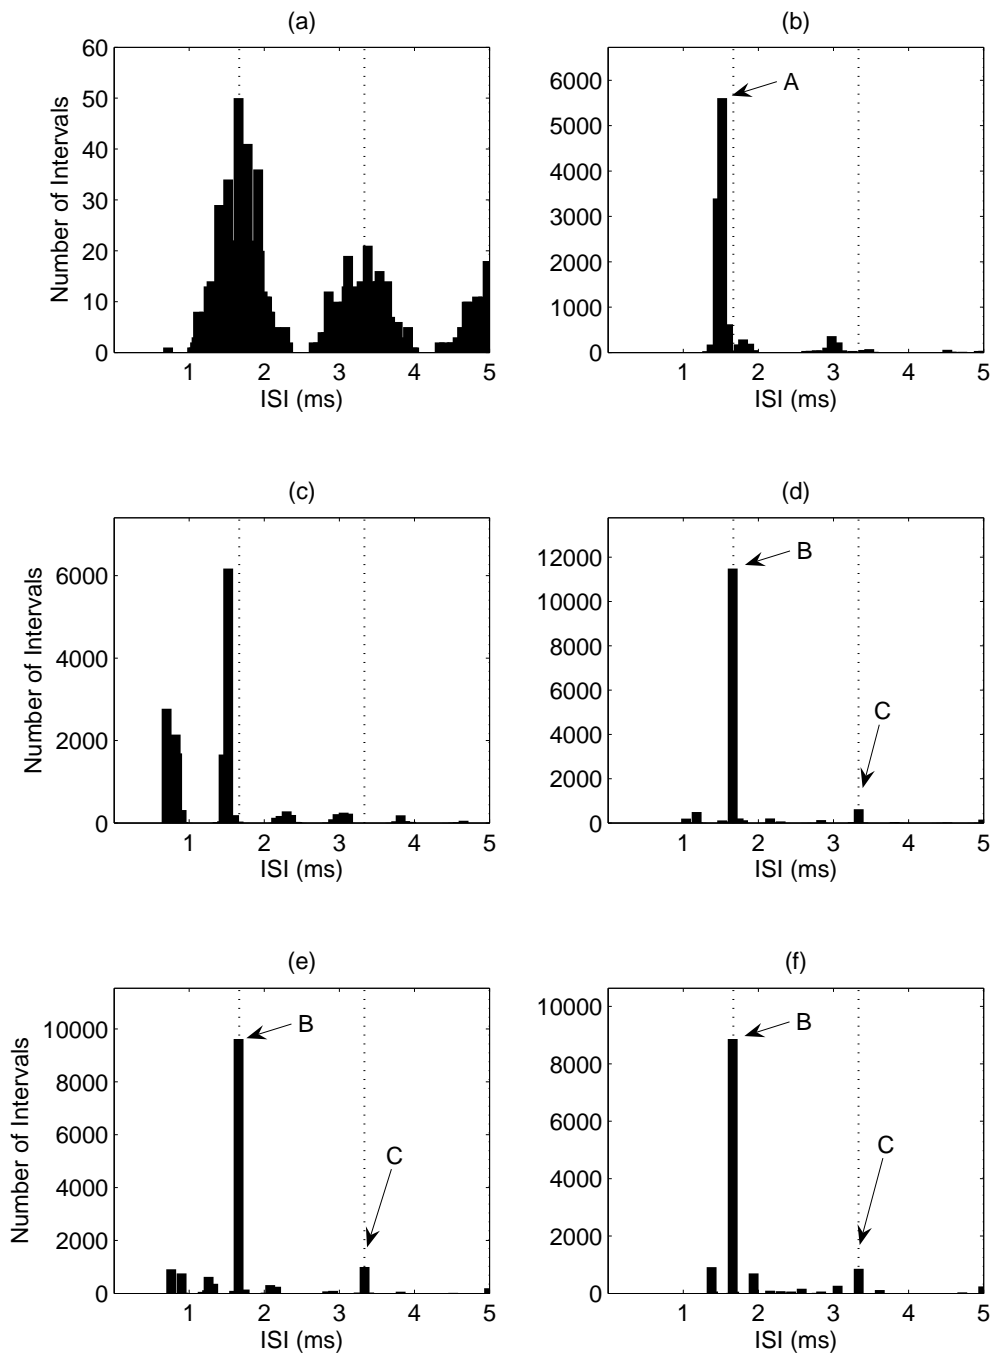 (a)
60
50
40
30
20
10
0
Number of Intervals
1 2 3 4 5
ISI (ms)
(b)
6000
5000
4000
3000
2000
1000
0
A
1 2 3 4 5
ISI (ms)
(c)
6000
4000
2000
0
Number of Intervals
1 2 3 4 5
ISI (ms)
(d)
12000
10000
8000
6000
4000
2000
0
B
C
1 2 3 4 5
ISI (ms)
(e)
10000
8000
6000
4000
2000
0
Number of Intervals
B
C
1 2 3 4 5
ISI (ms)
(f)
10000
8000
6000
4000
2000
0
B
C
1 2 3 4 5
ISI (ms)